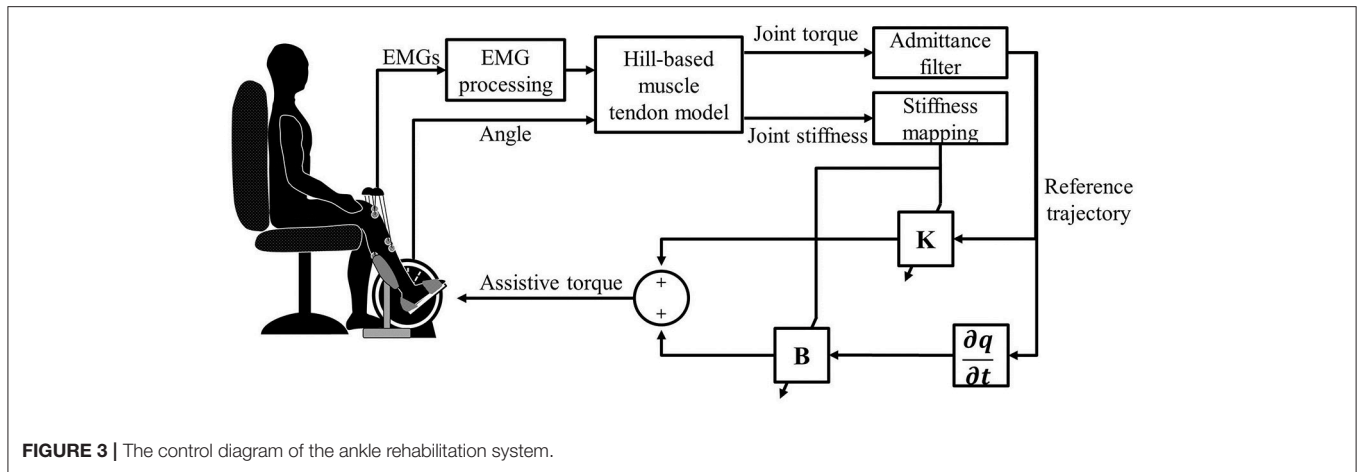 EMGs
EMG
processing
Angle
Hill-based
muscle
tendon model
Joint torque
Joint stiffness
Admittance
filter
Stiffness
mapping
Reference
trajectory
K
Assistive torque
+
+
B
∂q
∂t
FIGURE 3 | The control diagram of the ankle rehabilitation system.